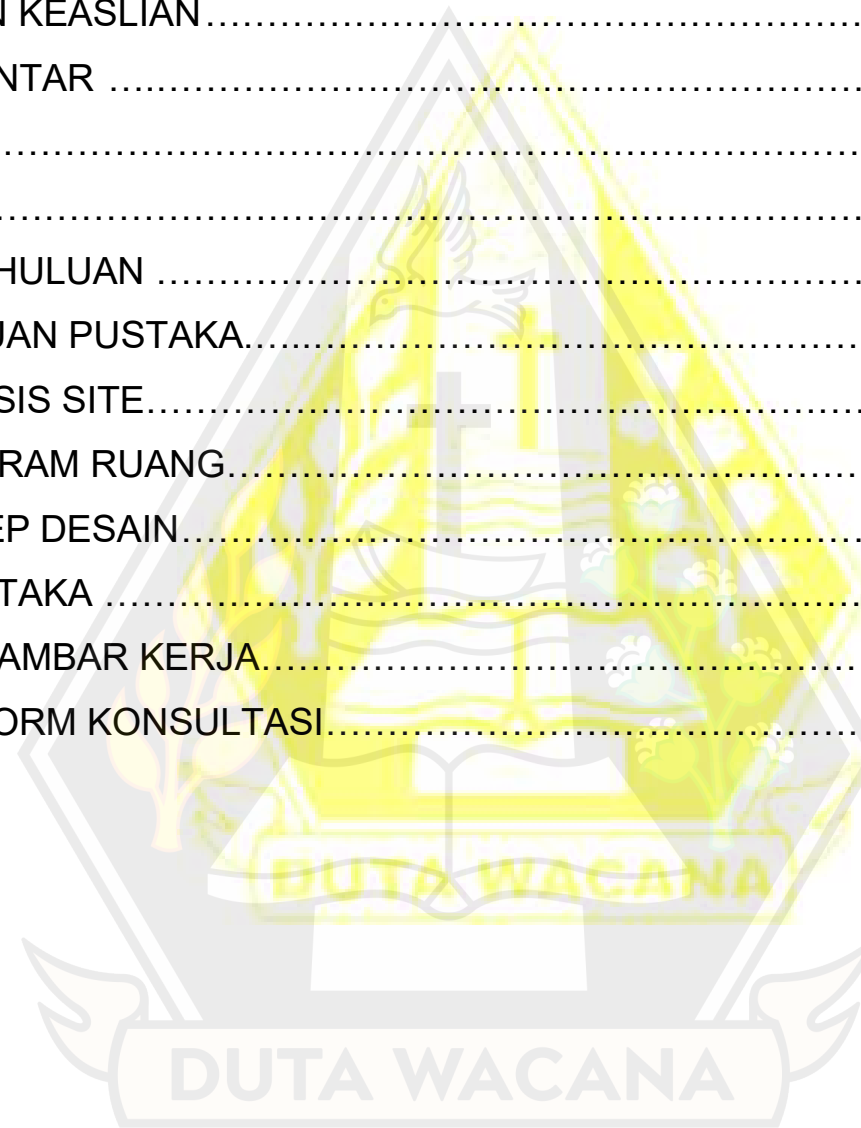 N KEASLIAN……………………………………………………
NTAR ….…………………………………………………………
…………………………………………………………………
…………………………………………………………………
HULUAN ………………………………………………………
UAN PUSTAKA…...……………………………………………
SIS SITE…………………………………………………………
RAM RUANG……………………………………………………
EP DESAIN………………………………………………………
TAKA ……………………………………………………………
AMBAR KERJA…………………………………………………
ORM KONSULTASI……………………………………………
DUTA WACANA
DUTA WACANA